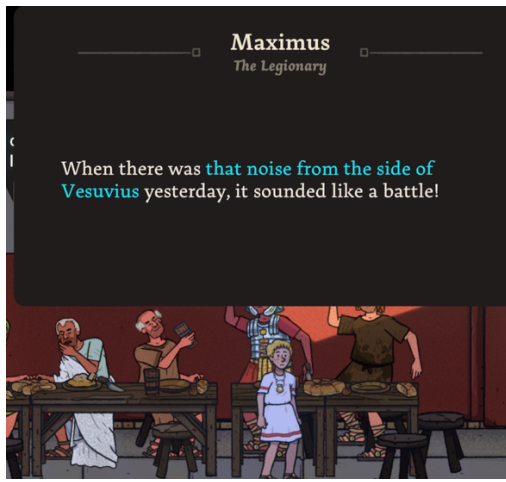 Maximus
The Legionary
When there was that noise from the side of
Vesuvius yesterday, it sounded like a battle!